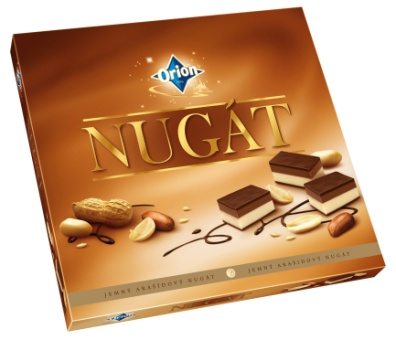 Orion
NUGÁT
JEMNÝ ARAŠÍDOVÝ NUGÁT JEMNÝ ARAŠÍDOVÝ NUGÁT